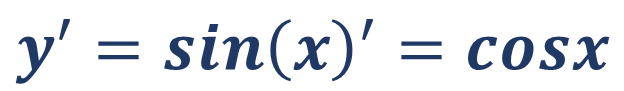 y′ = sin(x)′ = cosx